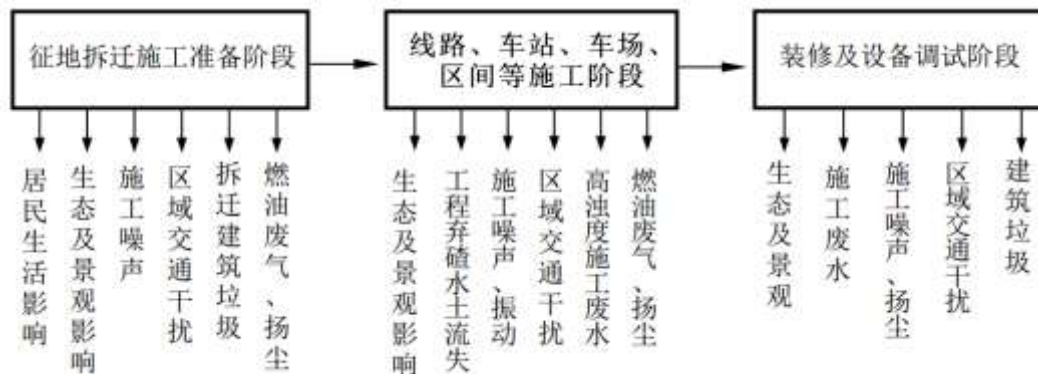 征地拆迁施工准备阶段
线路、车站、车场、
区间等施工阶段
装修及设备调试阶段
居民生活影响
生态及景观影响
施工噪声
区域交通干扰
拆迁建筑垃圾
燃油废气、扬尘
生态及景观影响
工程弃碴水土流失
施工噪声、振动
区域交通干扰
高浊度施工废水
燃油废气、扬尘
生态及景观
施工废水
施工噪声、扬尘
区域交通干扰
建筑垃圾